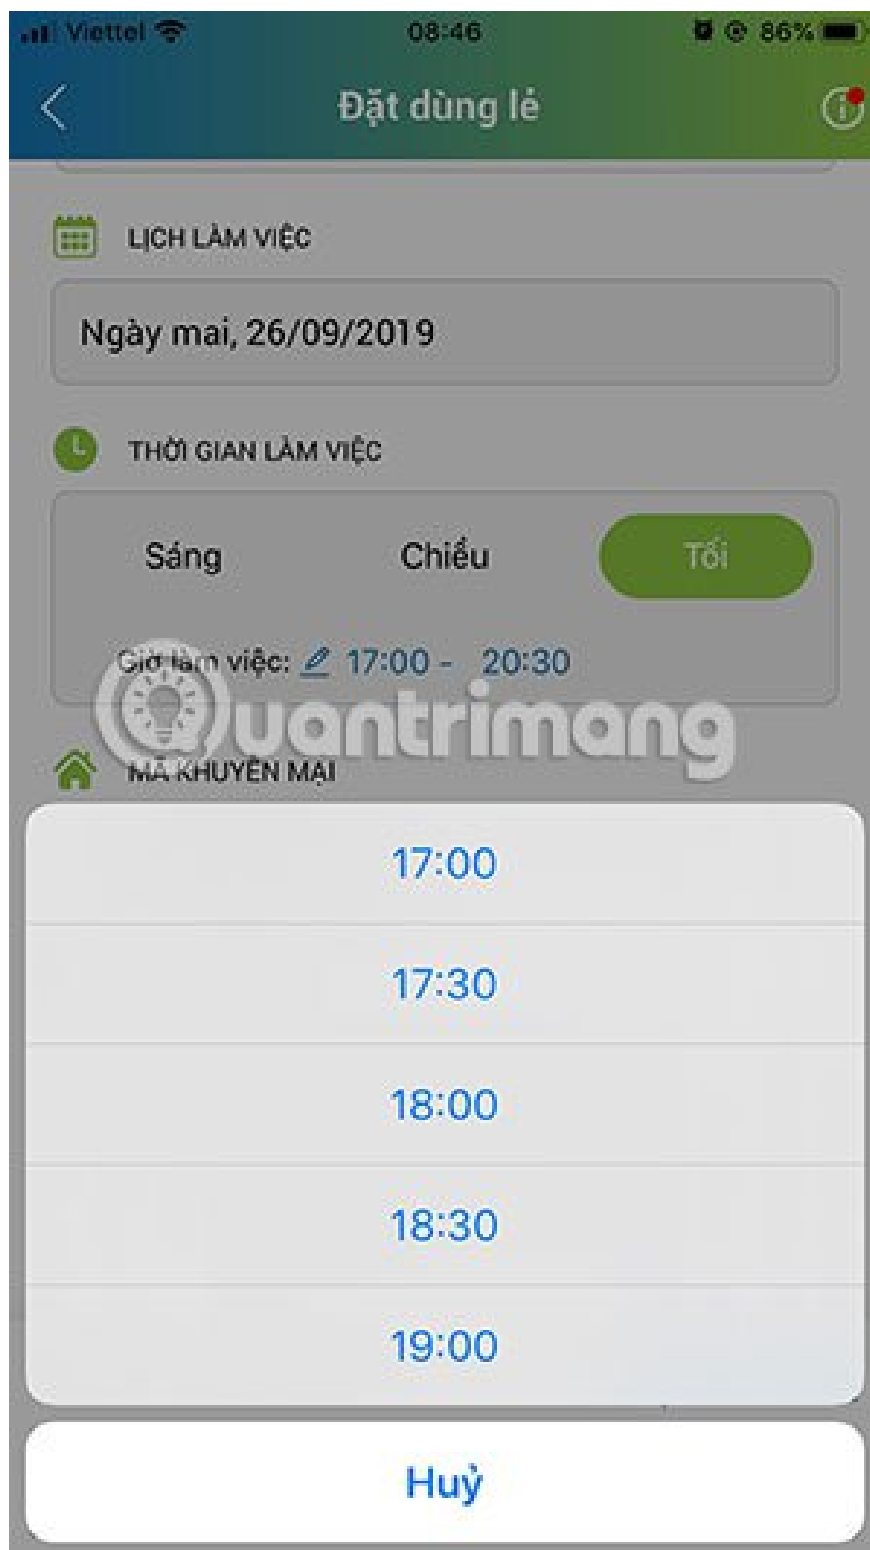 Viettel 08:46 86%
Đặt dùng lẻ
LỊCH LÀM VIỆC
Ngày mai, 26/09/2019
THỜI GIAN LÀM VIỆC
Sáng Chiều Tối
Giờ làm việc: 17:00 - 20:30
Quantrimang
MÃ KHUYẾN MẠI
17:00
17:30
18:00
18:30
19:00
Huỷ